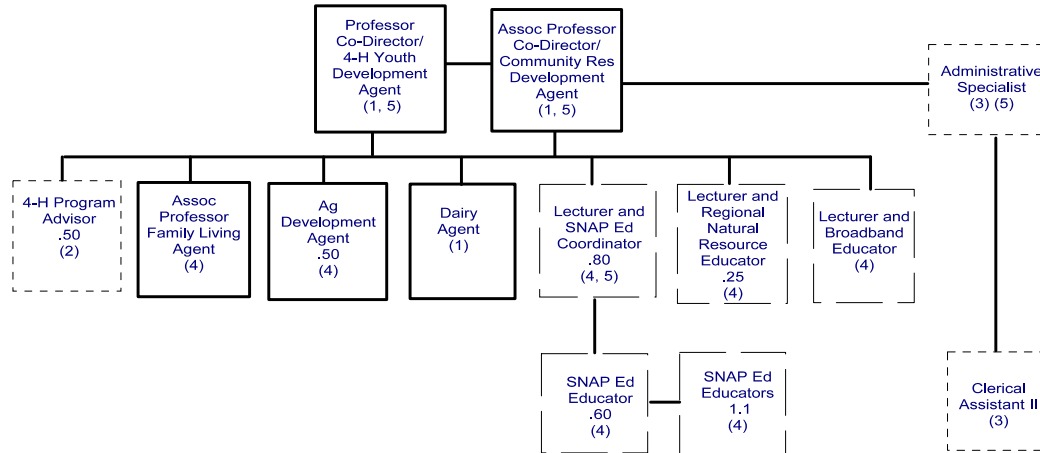 Professor
Co-Director/
4-H Youth
Development
Agent
(1, 5)
Assoc Professor
Co-Director/
Community Res
Development
Agent
(1, 5)
Administrative
Specialist
(3) (5)
4-H Program
Advisor
.50
(2)
Assoc
Professor
Family Living
Agent
(4)
Ag
Development
Agent
.50
(4)
Dairy
Agent
(1)
Lecturer and
SNAP Ed
Coordinator
.80
(4, 5)
Lecturer and
Regional
Natural
Resource
Educator
.25
(4)
Lecturer and
Broadband
Educator
(4)
SNAP Ed
Educator
.60
(4)
SNAP Ed
Educators
1.1
(4)
Clerical
Assistant II
(3)